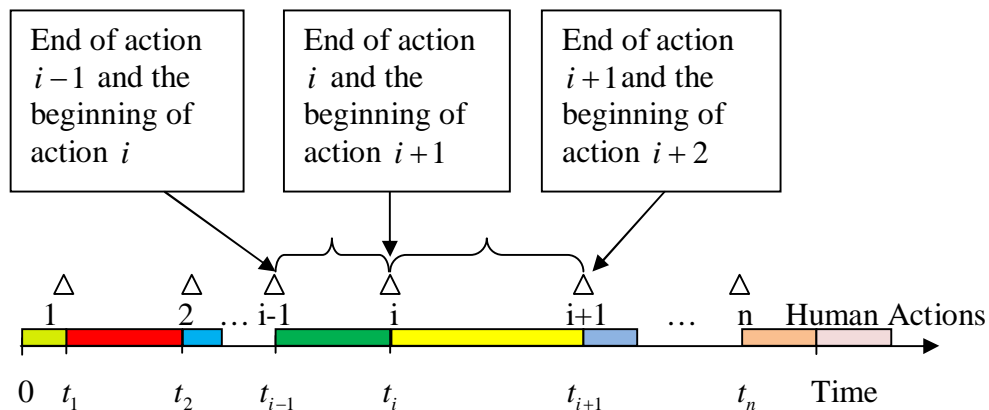 End of action
i−1 and the
beginning of
action i
End of action
i and the
beginning of
action i+1
End of action
i+1 and the
beginning of
action i+2
1 2 … i-1 i i+1 … n Human Actions
0 t₁ t₂ tᵢ₋₁ tᵢ tᵢ₊₁ tₙ Time